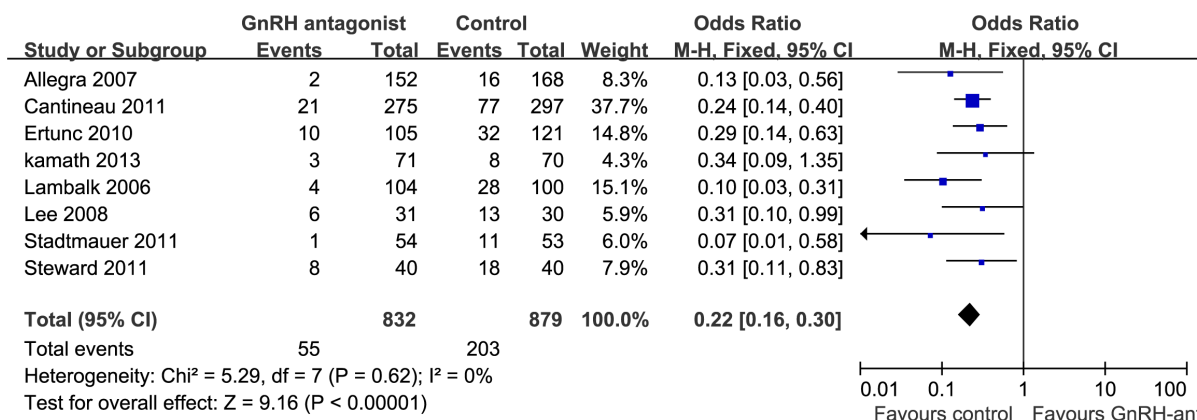 GnRH antagonist Control Odds Ratio Odds Ratio
Study or Subgroup Events Total Events Total Weight M-H, Fixed, 95% CI M-H, Fixed, 95% CI
Allegra 2007 2 152 16 168 8.3% 0.13 [0.03, 0.56]
Cantineau 2011 21 275 77 297 37.7% 0.24 [0.14, 0.40]
Ertunc 2010 10 105 32 121 14.8% 0.29 [0.14, 0.63]
kamath 2013 3 71 8 70 4.3% 0.34 [0.09, 1.35]
Lambalk 2006 4 104 28 100 15.1% 0.10 [0.03, 0.31]
Lee 2008 6 31 13 30 5.9% 0.31 [0.10, 0.99]
Stadtmauer 2011 1 54 11 53 6.0% 0.07 [0.01, 0.58]
Steward 2011 8 40 18 40 7.9% 0.31 [0.11, 0.83]
Total (95% CI) 832 879 100.0% 0.22 [0.16, 0.30]
Total events 55 203
Heterogeneity: Chi² = 5.29, df = 7 (P = 0.62); I² = 0%
Test for overall effect: Z = 9.16 (P < 0.00001)
0.01 0.1 1 10 100
Favours control Favours GnRH-an